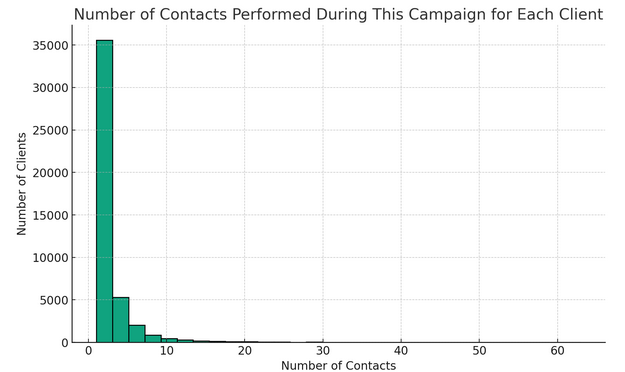 Number of Contacts Performed During This Campaign for Each Client
35000
30000
25000
20000
15000
10000
5000
0
Number of Clients
0 10 20 30 40 50 60
Number of Contacts